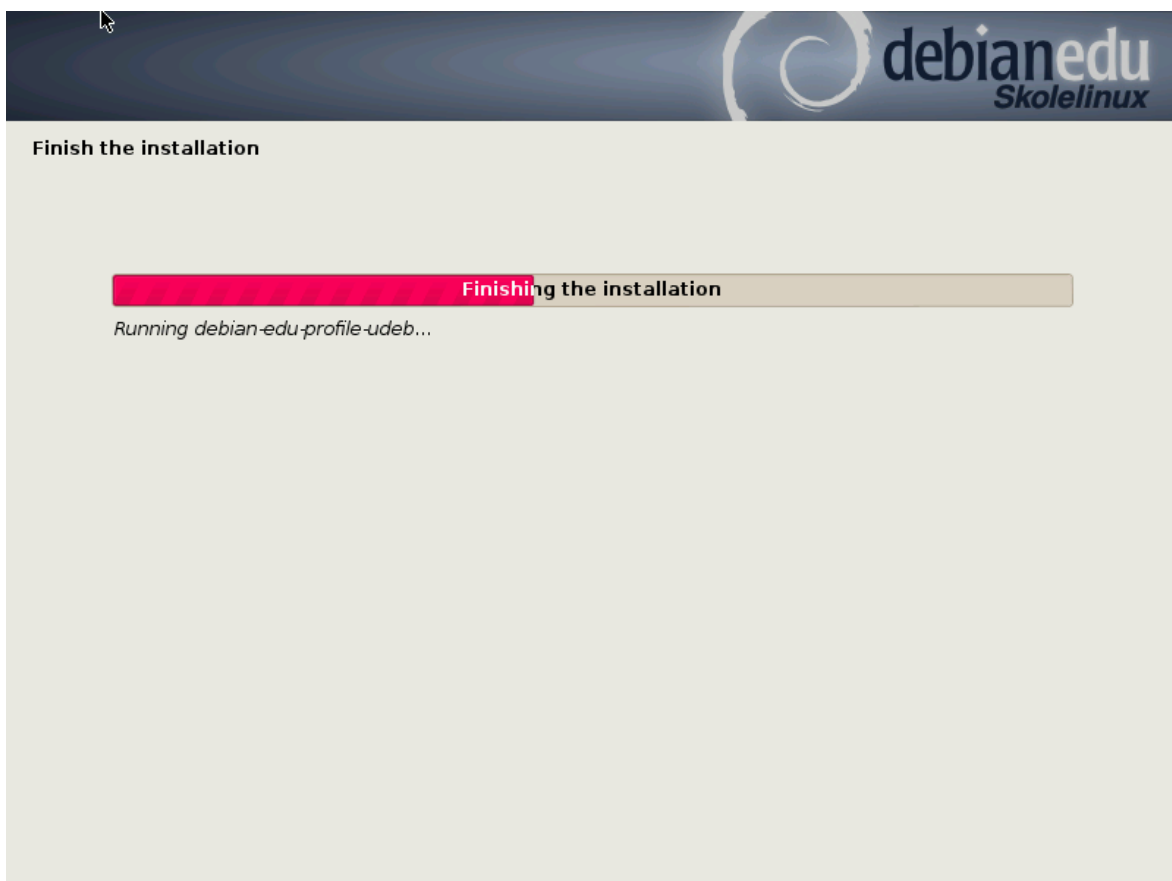 debianedu
Skolelinux
Finish the installation
Finishing the installation
Running debian-edu-profile-udeb...